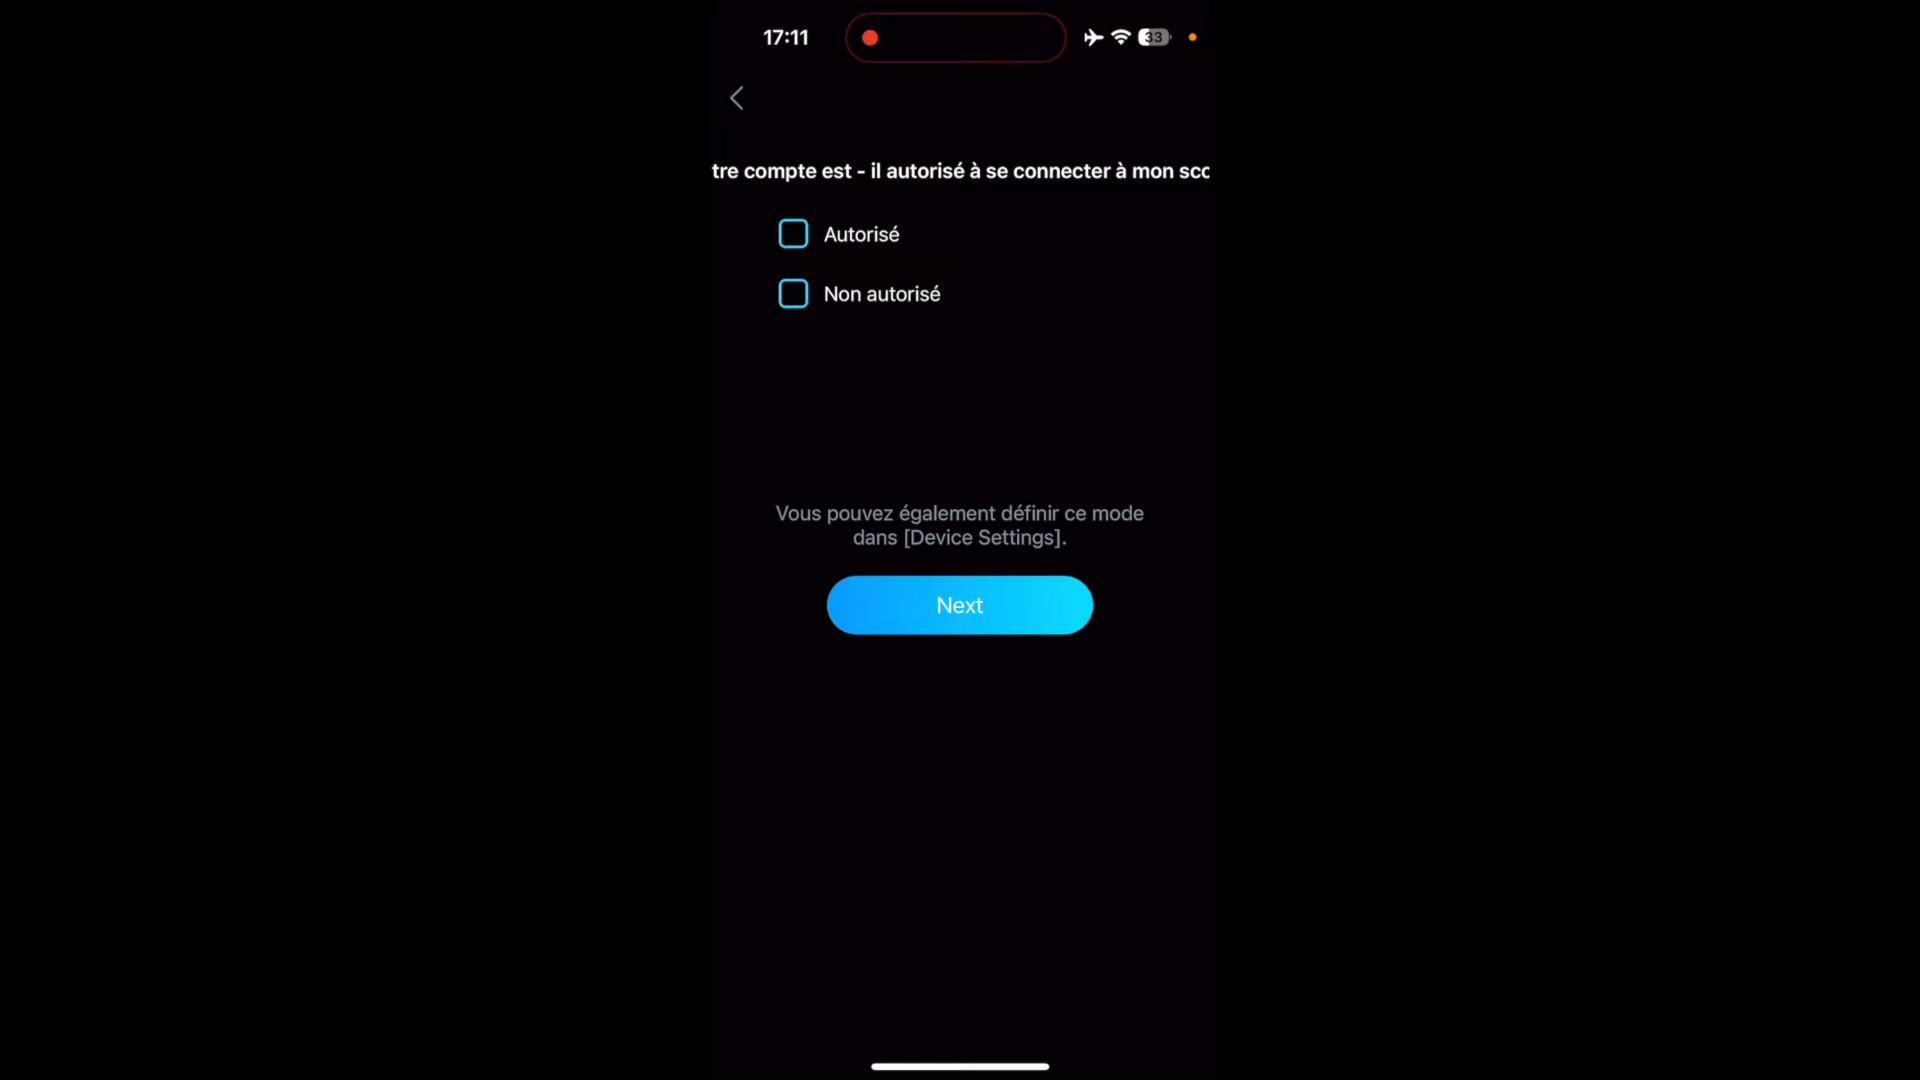 17:11
33
tre compte est - il autorisé à se connecter à mon sco
Autorisé
Non autorisé
Vous pouvez également définir ce mode
dans [Device Settings].
Next